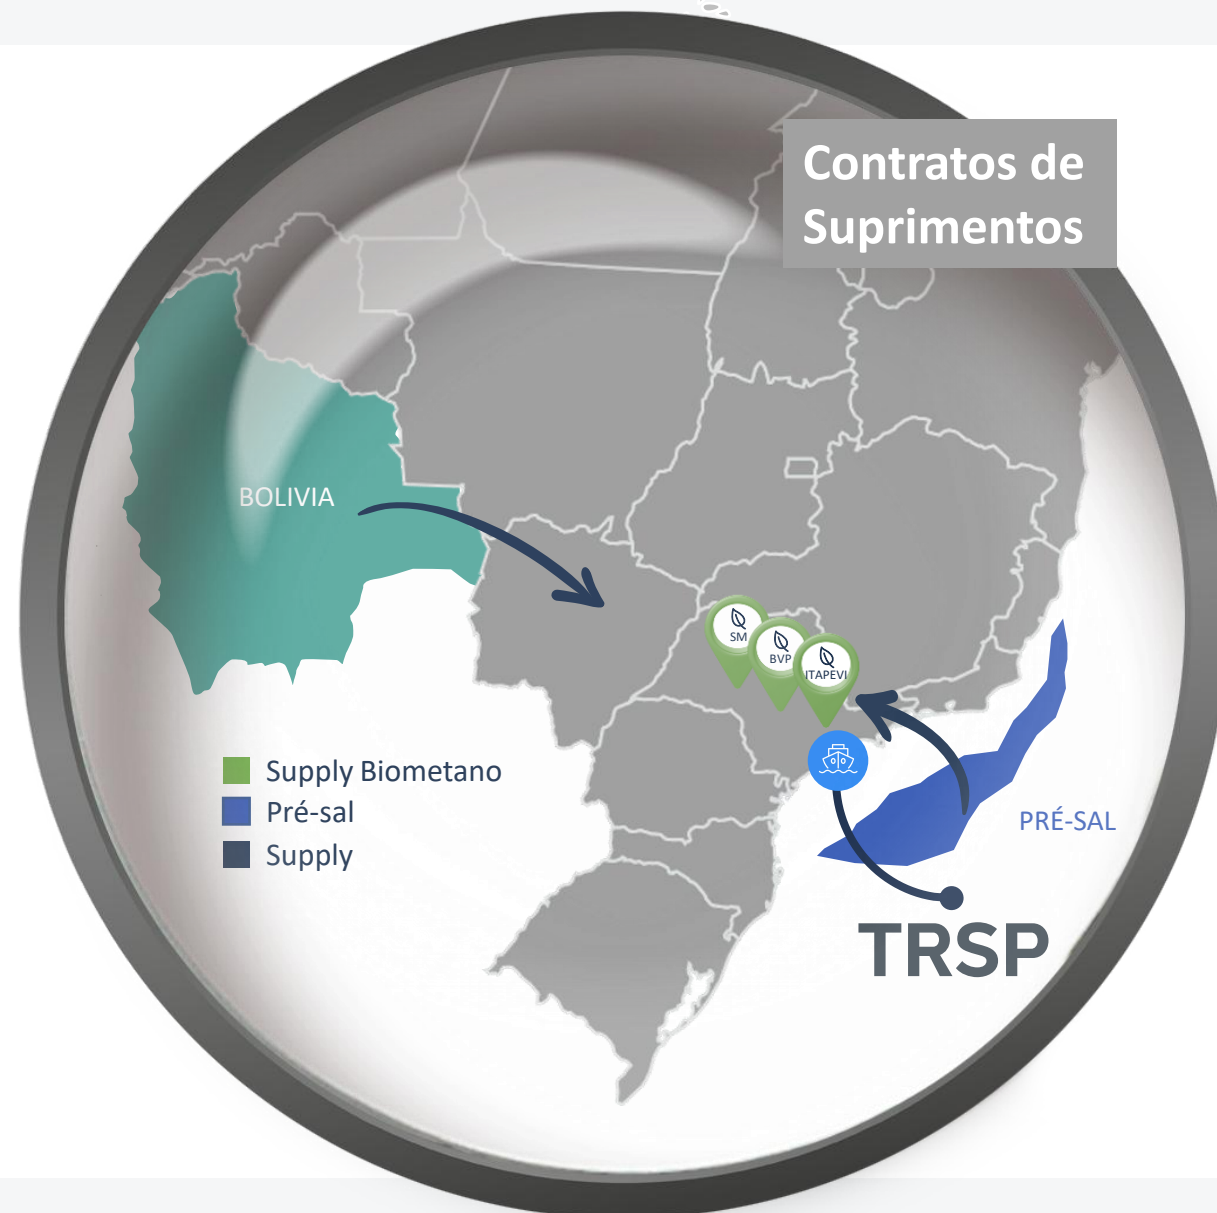 Contratos de
Suprimentos
BOLIVIA
SM
BVP
ITAPEVI
Supply Biometano
Pré-sal
Supply
PRÉ-SAL
TRSP